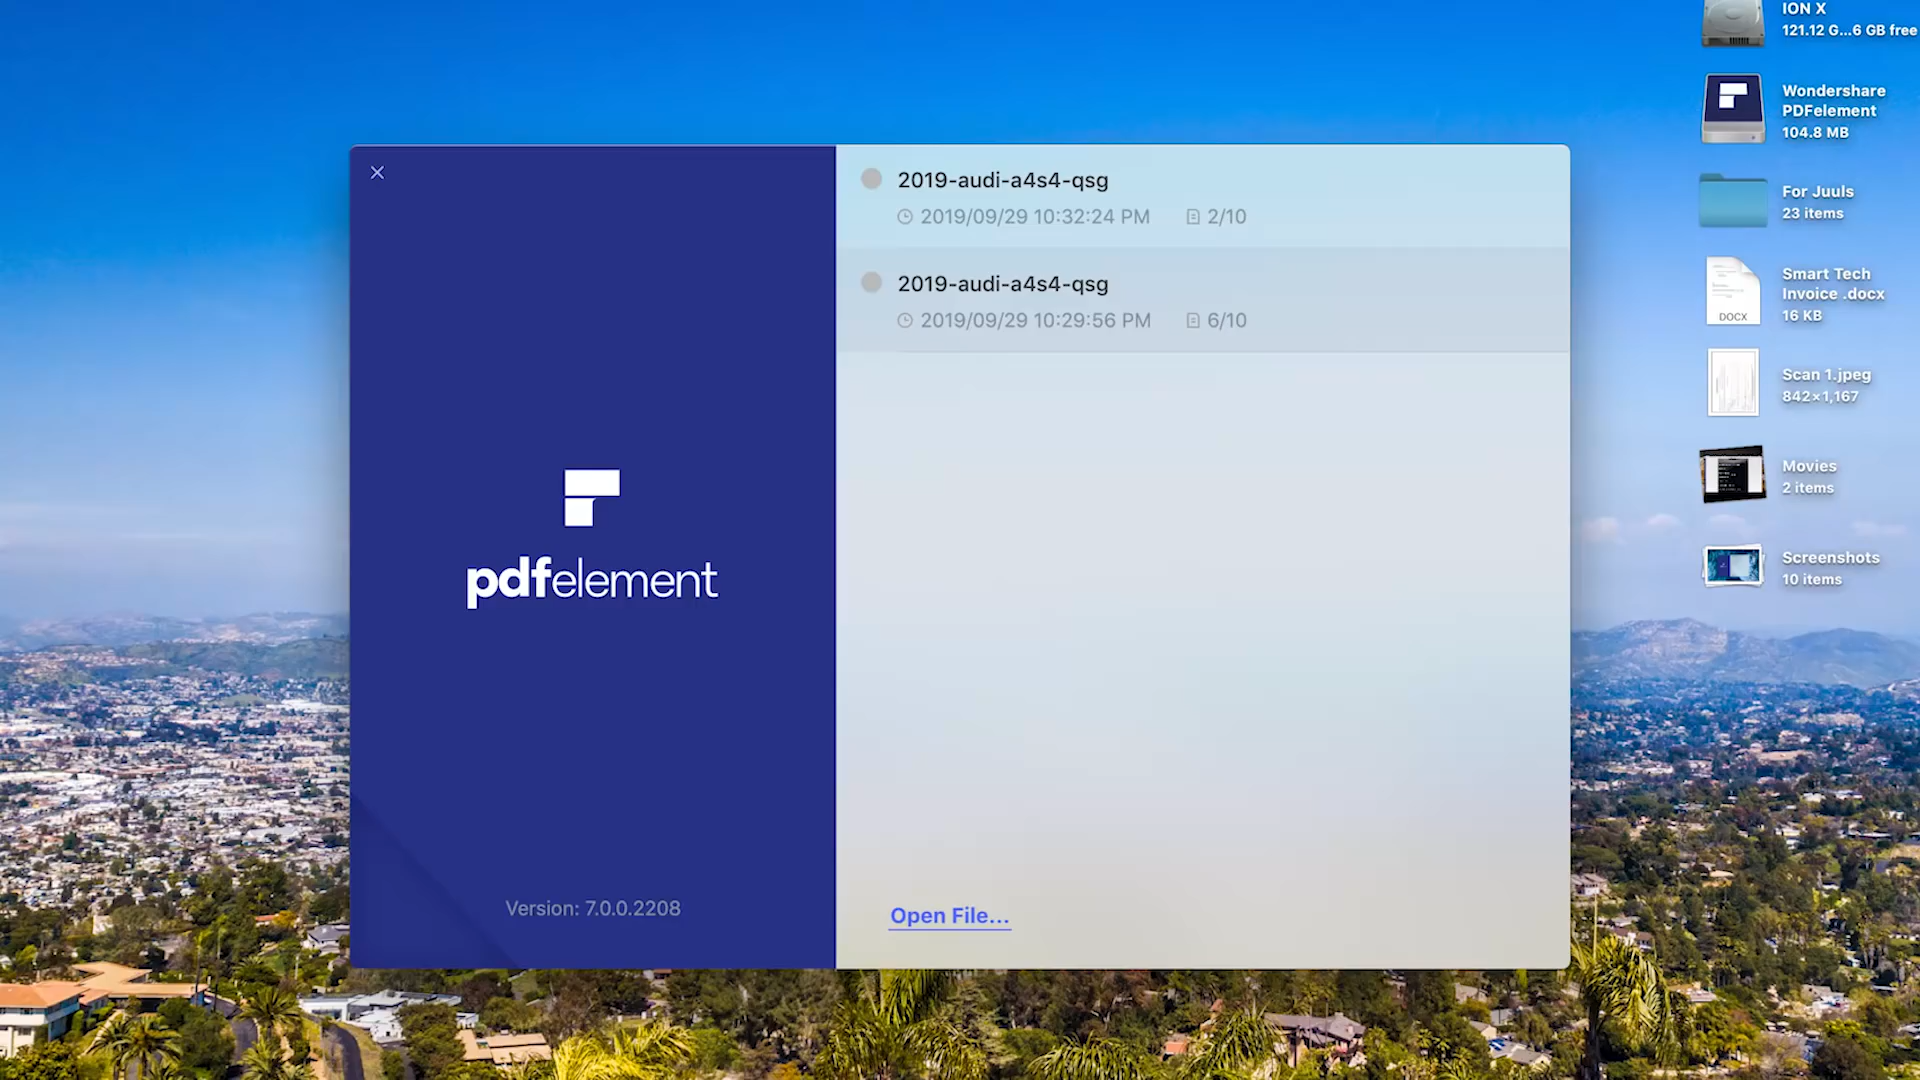 ION X
121.12 G...6 GB free
Wondershare
PDFelement
104.8 MB
For Juuls
23 items
Smart Tech
Invoice .docx
16 KB
DOCX
Scan 1.jpeg
842×1,167
Movies
2 items
Screenshots
10 items
pdfelement
Version: 7.0.0.2208
2019-audi-a4s4-qsg
2019/09/29 10:32:24 PM 2/10
2019-audi-a4s4-qsg
2019/09/29 10:29:56 PM 6/10
Open File...